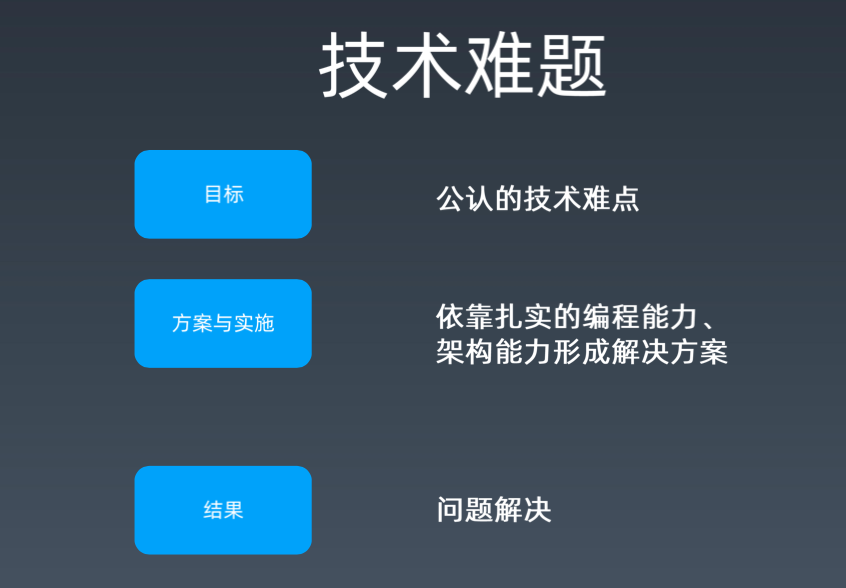 技术难题
目标
公认的技术难点
方案与实施
依靠扎实的编程能力、
架构能力形成解决方案
结果
问题解决